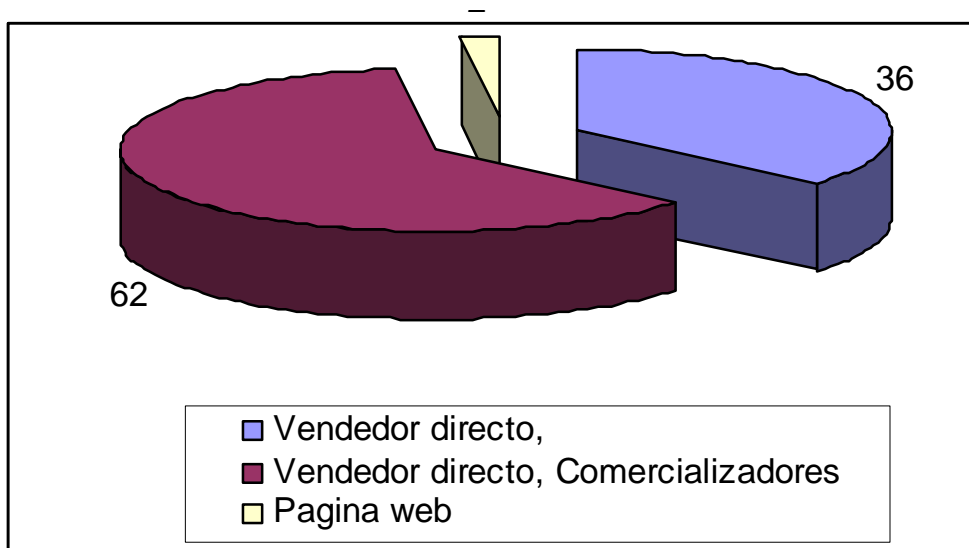 36
62
Vendedor directo,
Vendedor directo, Comercializadores
Pagina web